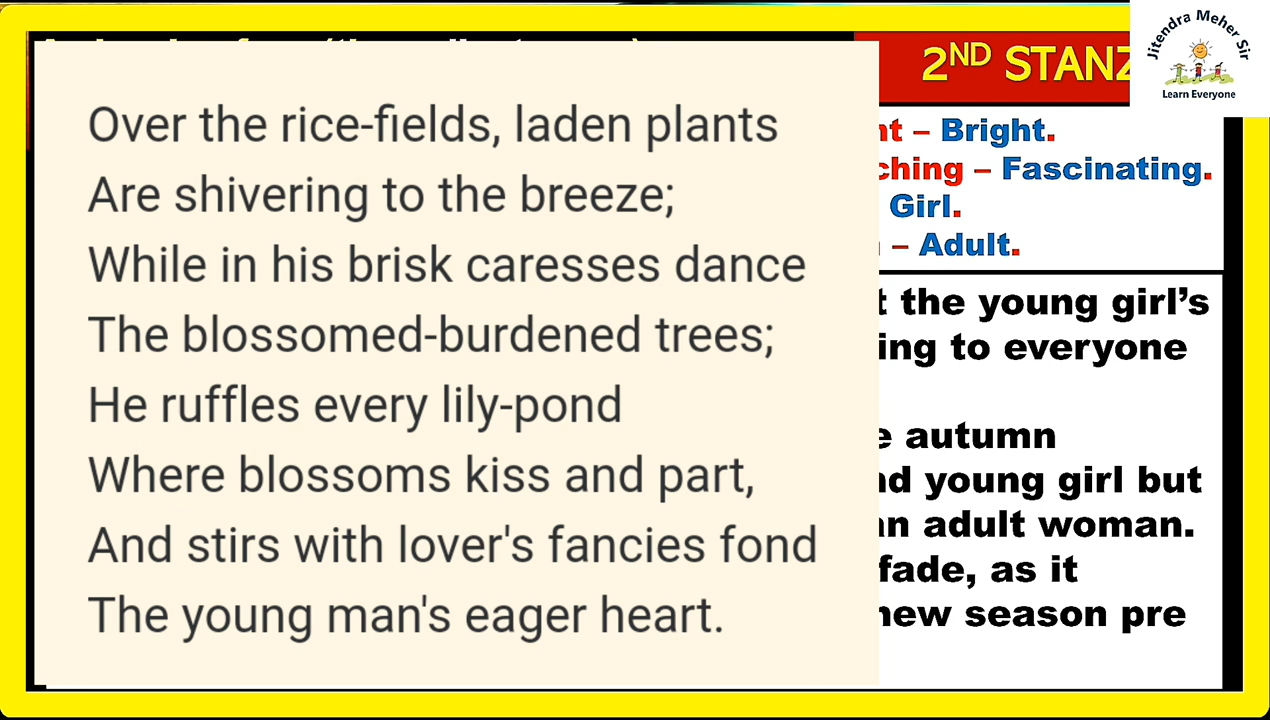 2ND STANZ
Jitendra Meher Sir
Learn Everyone
Over the rice-fields, laden plants
Are shivering to the breeze;
While in his brisk caresses dance
The blossomed-burdened trees;
He ruffles every lily-pond
Where blossoms kiss and part,
And stirs with lover's fancies fond
The young man's eager heart.
– Bright.
– Fascinating.
Girl.
– Adult.
the young girl’s
ing to everyone
autumn
young girl but
adult woman.
fade, as it
new season pre